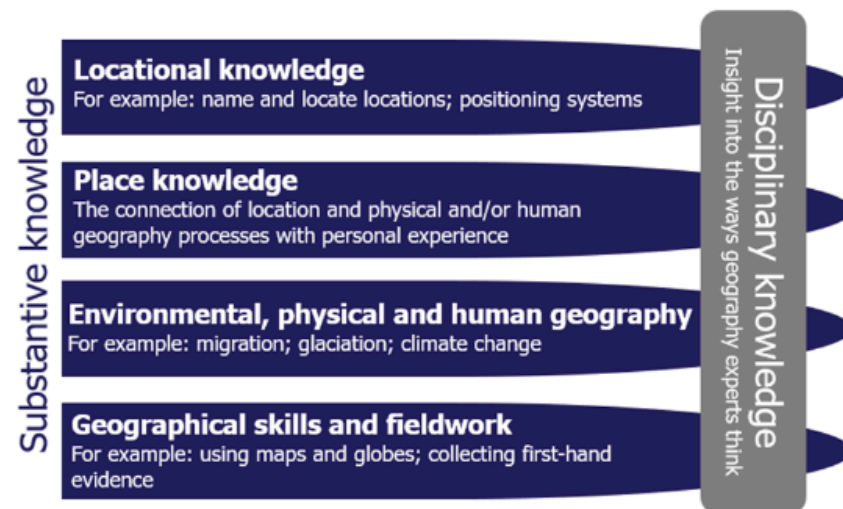 Substantive knowledge
Locational knowledge
For example: name and locate locations; positioning systems
Place knowledge
The connection of location and physical and/or human
geography processes with personal experience
Environmental, physical and human geography
For example: migration; glaciation; climate change
Geographical skills and fieldwork
For example: using maps and globes; collecting first-hand
evidence
Disciplinary knowledge
Insight into the ways geography experts think